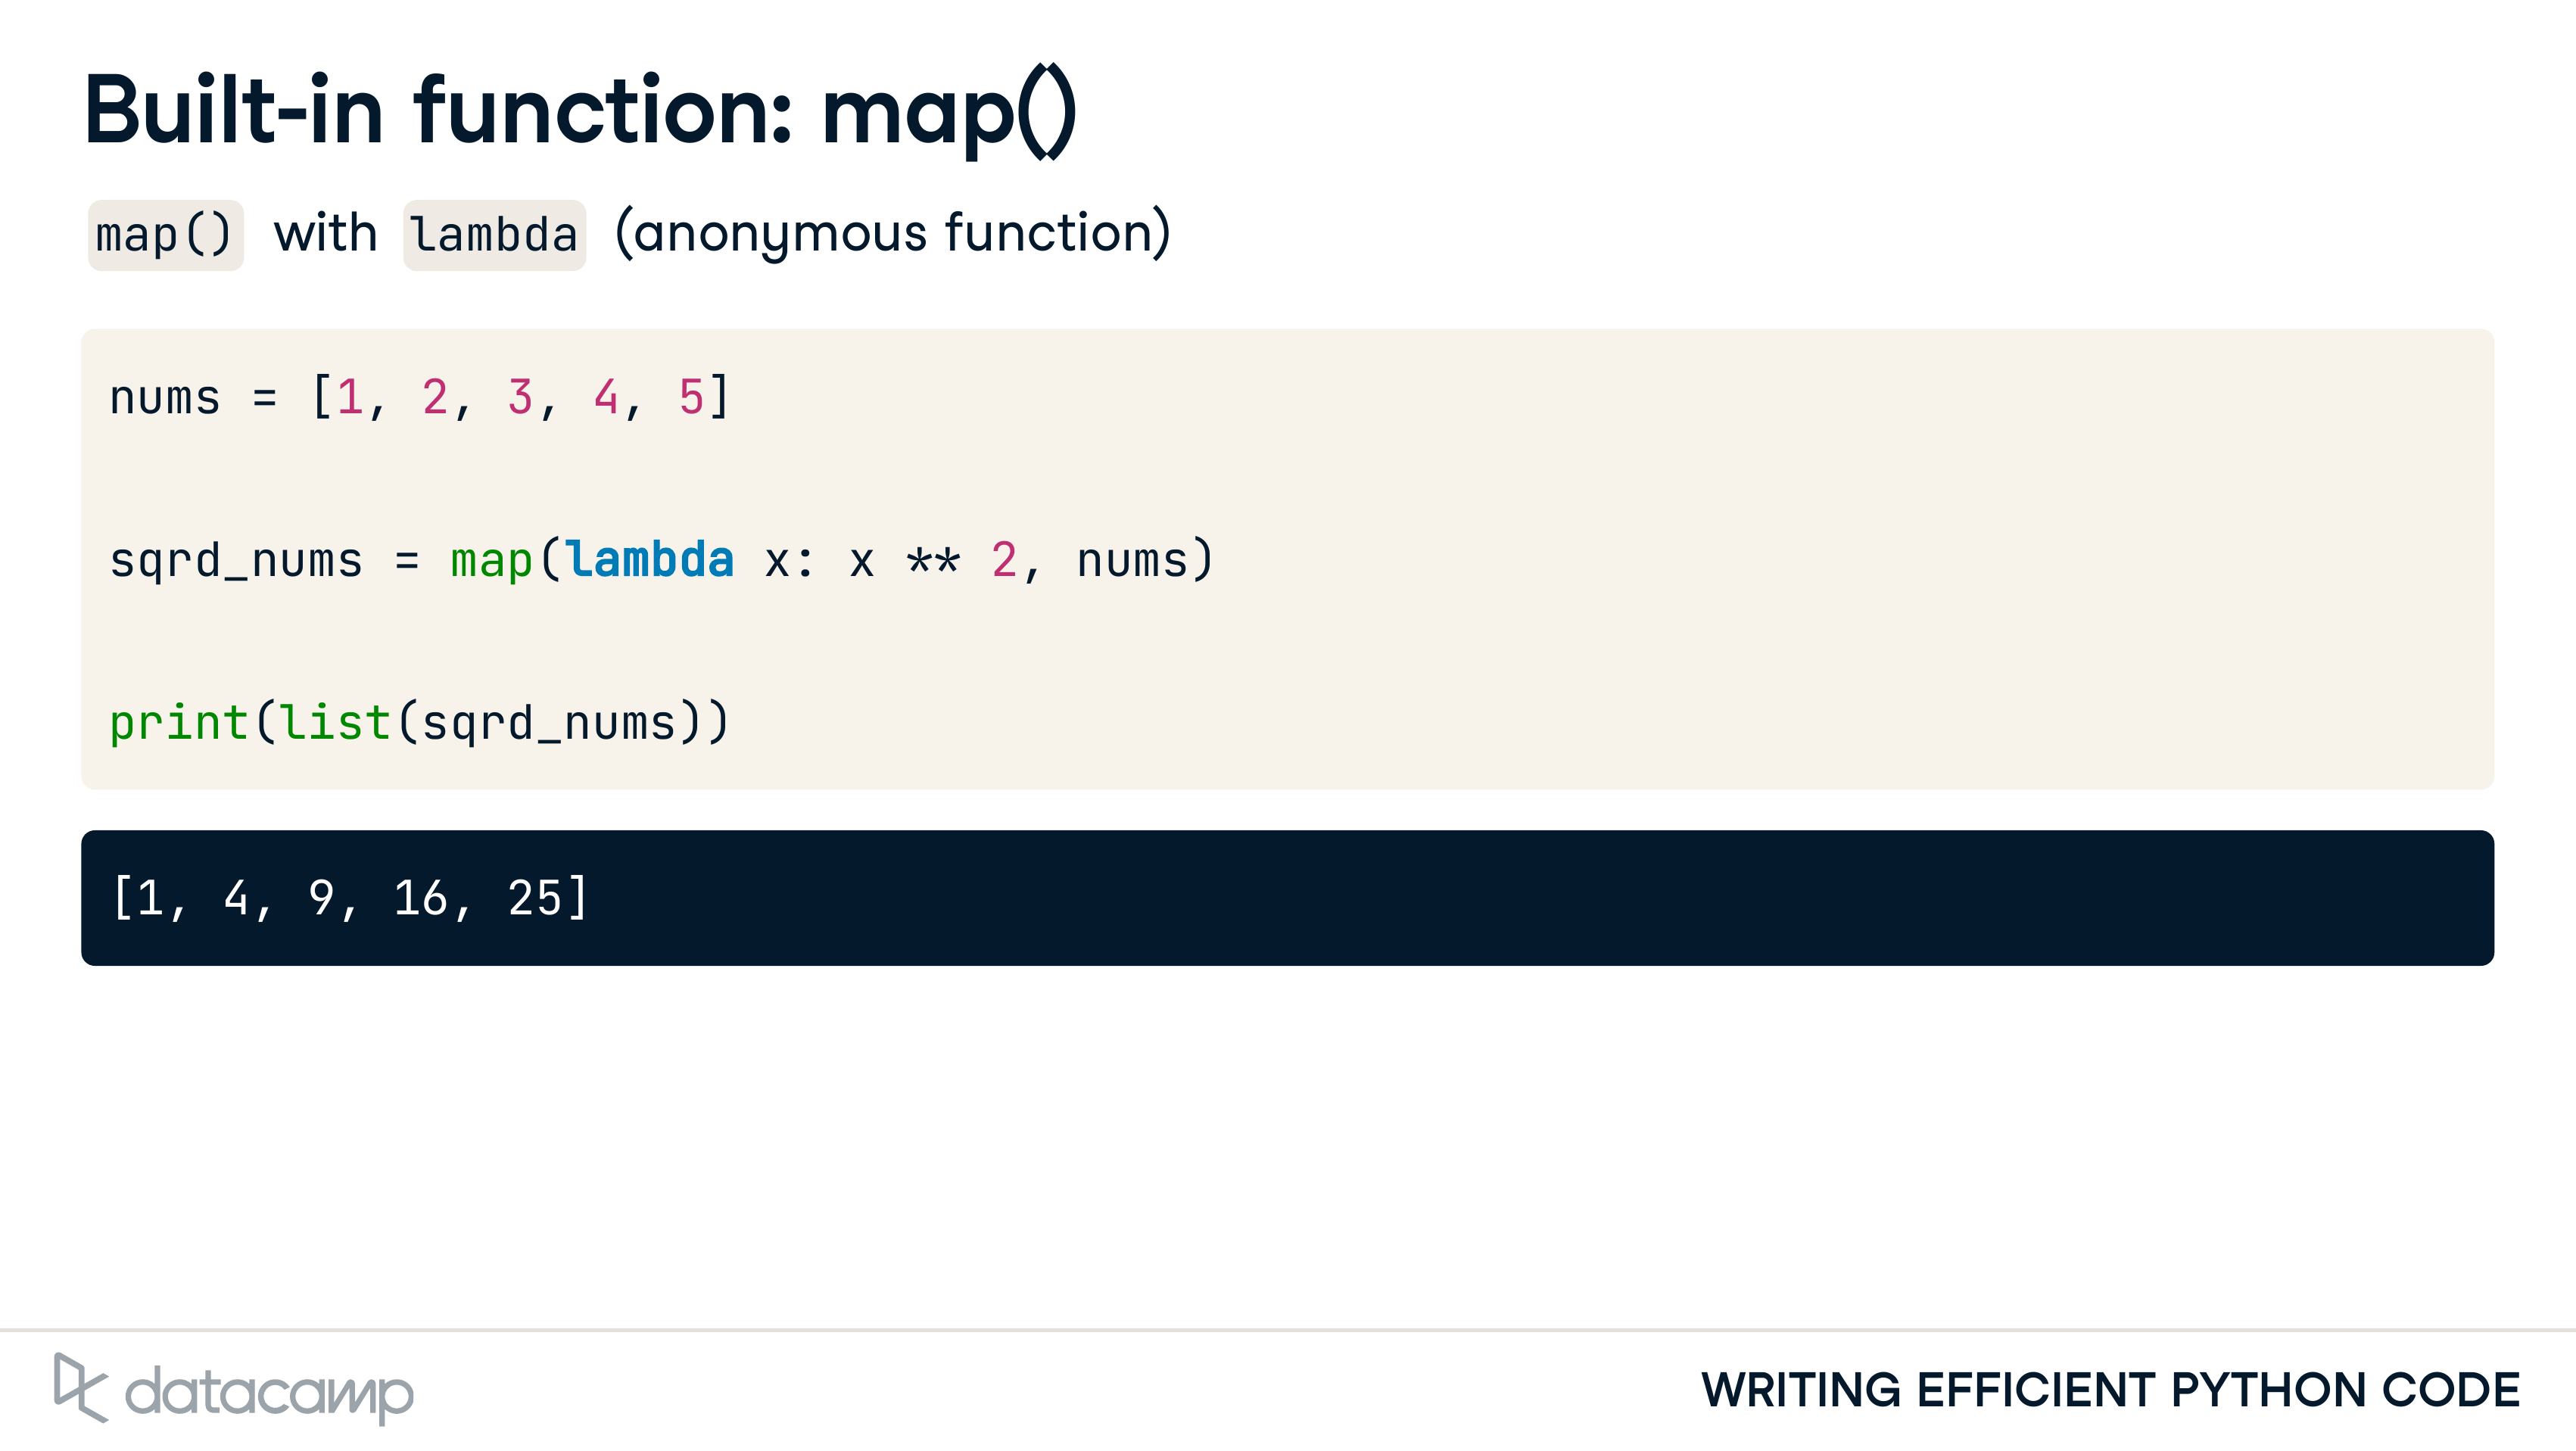 Built-in function: map()
map() with lambda (anonymous function)
nums = [1, 2, 3, 4, 5]
sqrd_nums = map(lambda x: x ** 2, nums)
print(list(sqrd_nums))
[1, 4, 9, 16, 25]
datacamp
WRITING EFFICIENT PYTHON CODE